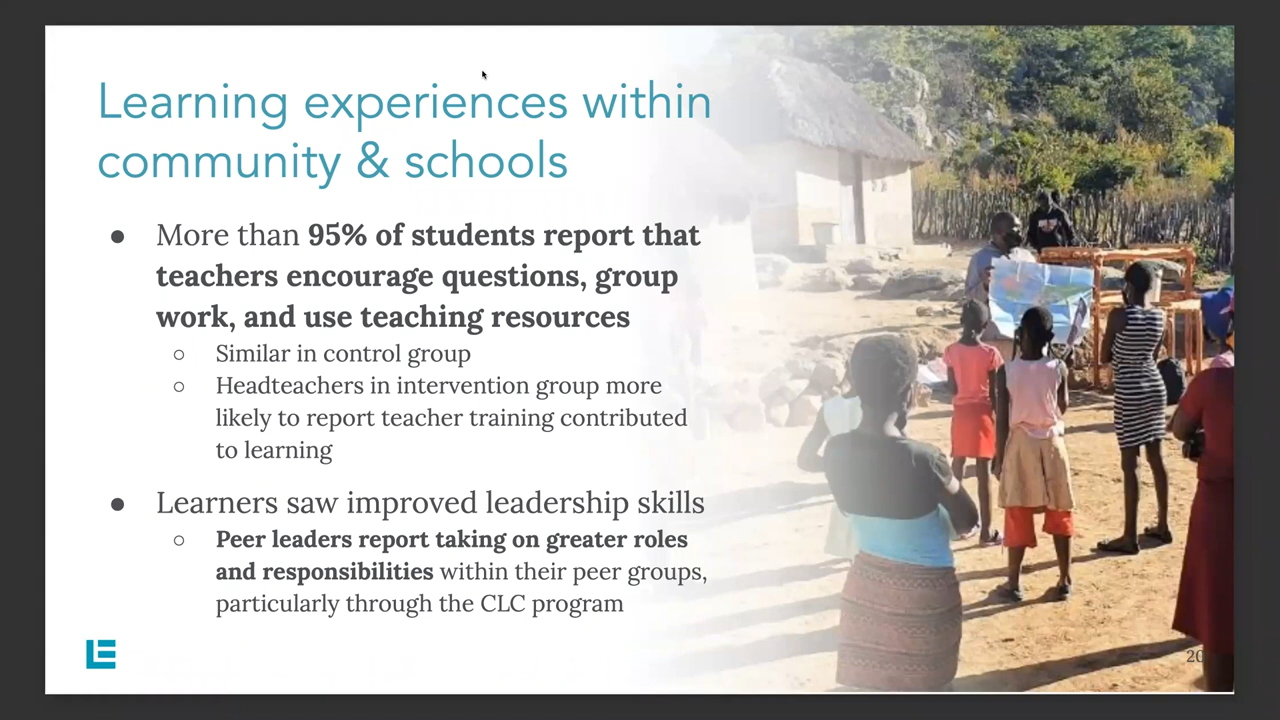 Learning experiences within
community & schools
● More than 95% of students report that
teachers encourage questions, group
work, and use teaching resources
○ Similar in control group
○ Headteachers in intervention group more
likely to report teacher training contributed
to learning
● Learners saw improved leadership skills
○ Peer leaders report taking on greater roles
and responsibilities within their peer groups,
particularly through the CLC program
LE
20